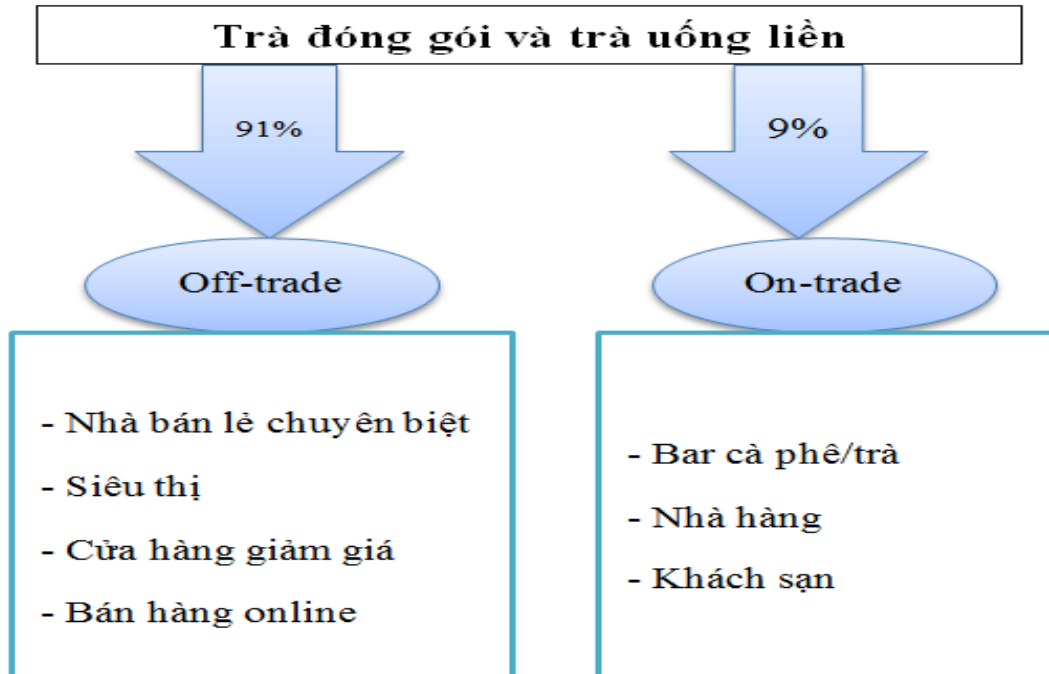 Trà đóng gói và trà uống liền
91%
9%
Off-trade
On-trade
- Nhà bán lẻ chuyên biệt
- Siêu thị
- Cửa hàng giảm giá
- Bán hàng online
- Bar cà phê/trà
- Nhà hàng
- Khách sạn